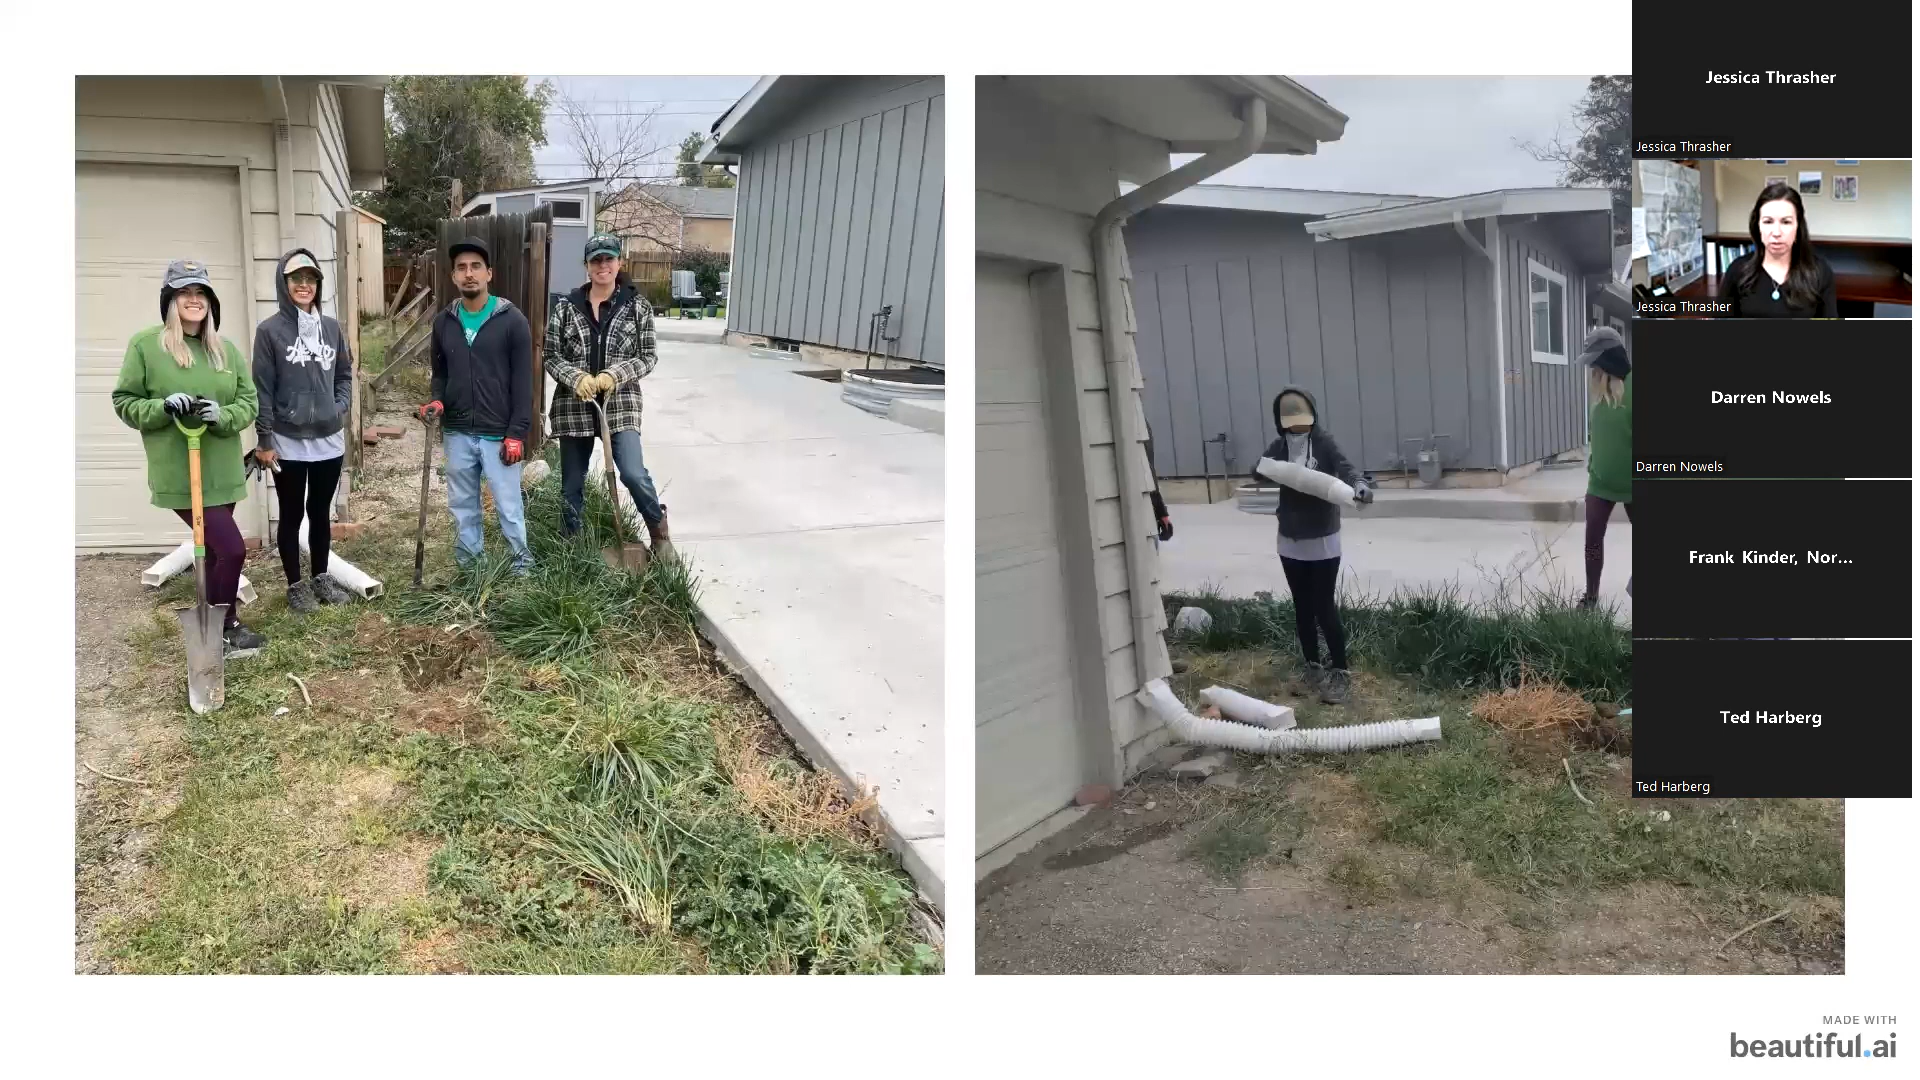 Jessica Thrasher
Jessica Thrasher
Jessica Thrasher
Darren Nowels
Darren Nowels
Frank Kinder, Nor...
Ted Harberg
Ted Harberg
MADE WITH
beautiful.ai